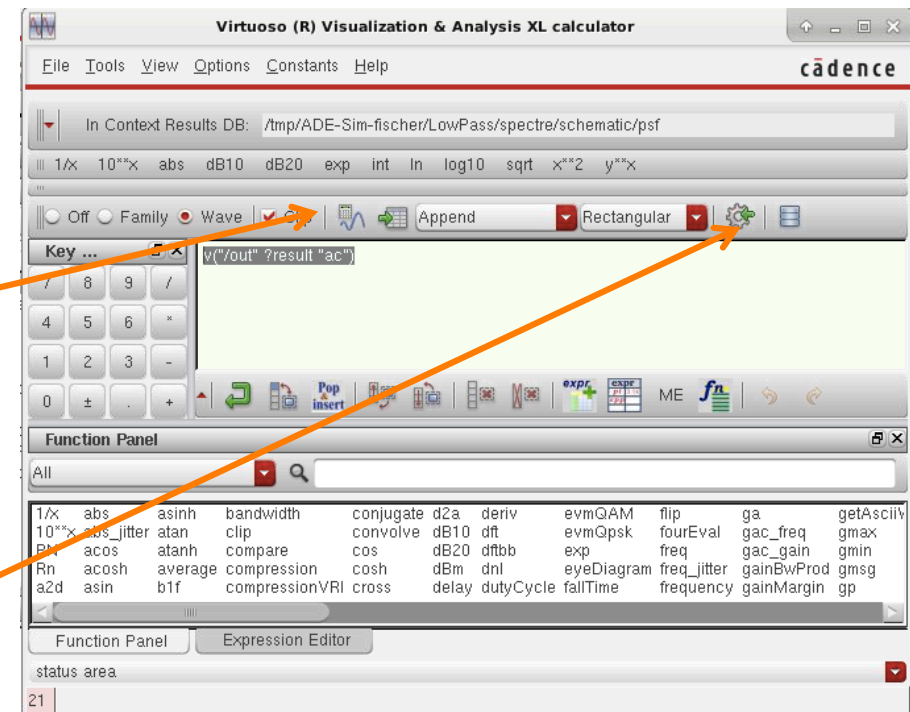 Virtuoso (R) Visualization & Analysis XL calculator
File Tools View Options Constants Help cādence
In Context Results DB: /tmp/ADE-Sim-fischer/LowPass/spectre/schematic/psf
1/x 10**x abs dB10 dB20 exp int ln log10 sqrt x**2 y**x
Off Family Wave Append Rectangular
Key ...
v("/out" ?result "ac")
7 8 9 /
4 5 6 *
1 2 3 -
0 ± . +
Pop & insert expr expr ME fn
Function Panel
All
1/x abs asinh bandwidth conjugate d2a deriv evmQAM flip ga getAsciiW
10**x abs_jitter atan clip convolve dB10 dft evmQpsk fourEval gac_freq gmax
RN acos atanh compare cos dB20 dftbb exp freq gac_gain gmin
Rn acosh average compression cosh dBm dnl eyeDiagram freq_jitter gainBwProd gmsg
a2d asin b1f compressionVRI cross delay dutyCycle fallTime frequency gainMargin gp
Function Panel Expression Editor
status area
21